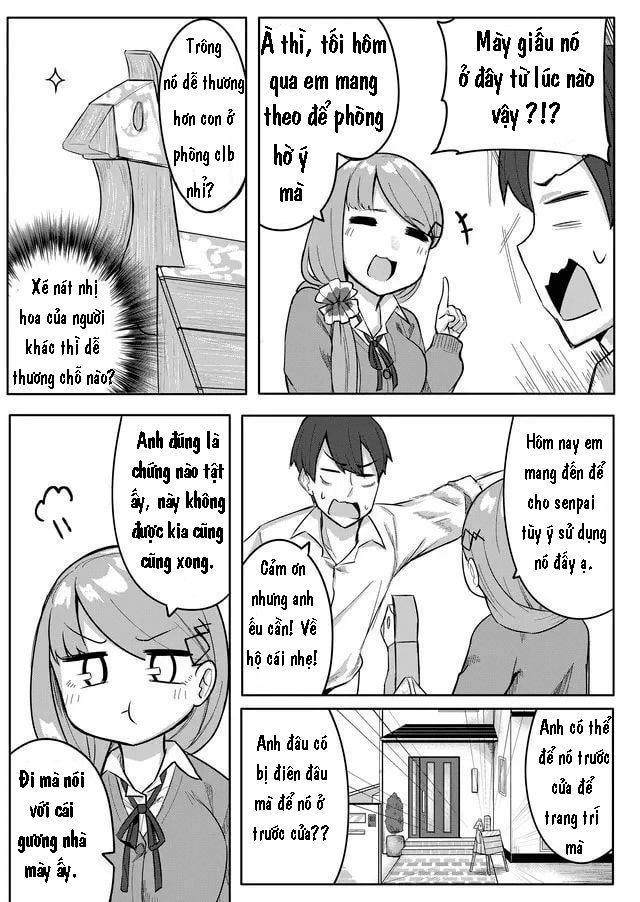 Mày giấu nó
ở đây từ lúc nào
vậy ?!?
À thì, tối hôm
qua em mang
theo để phòng
hờ ý
mà
Trông
nó dễ thương
hơn con ở
phòng clb
nhỉ?
Xé nát nhị
hoa của người
khác thì dễ
thương chỗ nào?
Hôm nay em
mang đến để
cho senpai
tùy ý sử dụng
nó đấy ạ.
Cảm ơn
nhưng anh
ếu cần! Về
hộ cái nhẹ!
Anh đúng là
chứng nào tật
ấy, này không
được kia cũng
cũng xong.
Đi mà nói
với cái
gương nhà
mày ấy.
Anh có thể
để nó trước
cửa để
trang trí
mà
Anh đâu có
bị điên đâu
mà để nó ở
trước cửa??